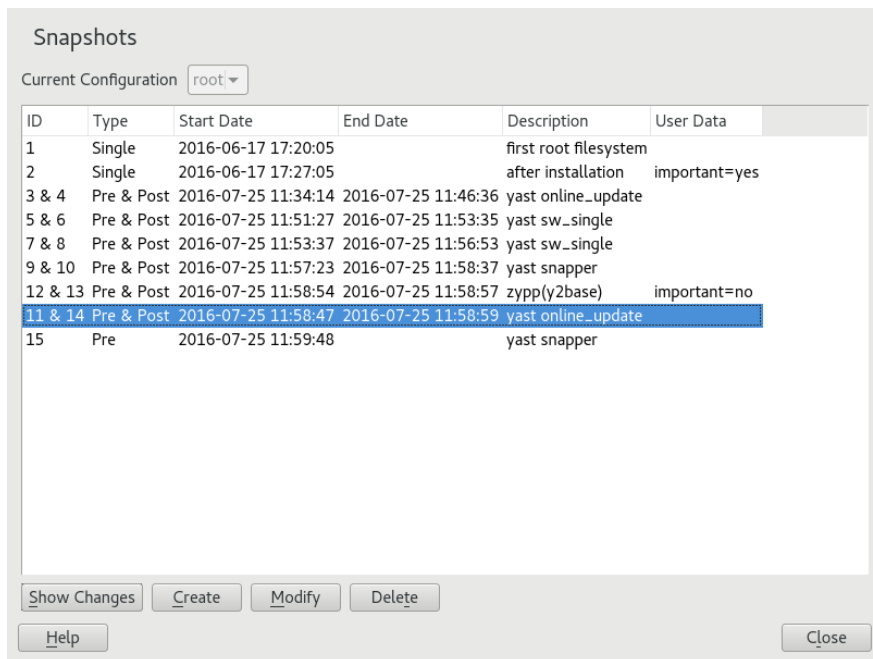 Snapshots
Current Configuration root
ID Type Start Date End Date Description User Data
1 Single 2016-06-17 17:20:05 first root filesystem
2 Single 2016-06-17 17:27:05 after installation important=yes
3 & 4 Pre & Post 2016-07-25 11:34:14 2016-07-25 11:46:36 yast online_update
5 & 6 Pre & Post 2016-07-25 11:51:27 2016-07-25 11:53:35 yast sw_single
7 & 8 Pre & Post 2016-07-25 11:53:37 2016-07-25 11:56:53 yast sw_single
9 & 10 Pre & Post 2016-07-25 11:57:23 2016-07-25 11:58:37 yast snapper
12 & 13 Pre & Post 2016-07-25 11:58:54 2016-07-25 11:58:57 zypp(y2base) important=no
11 & 14 Pre & Post 2016-07-25 11:58:47 2016-07-25 11:58:59 yast online_update
15 Pre 2016-07-25 11:59:48 yast snapper
Show Changes Create Modify Delete
Help Close